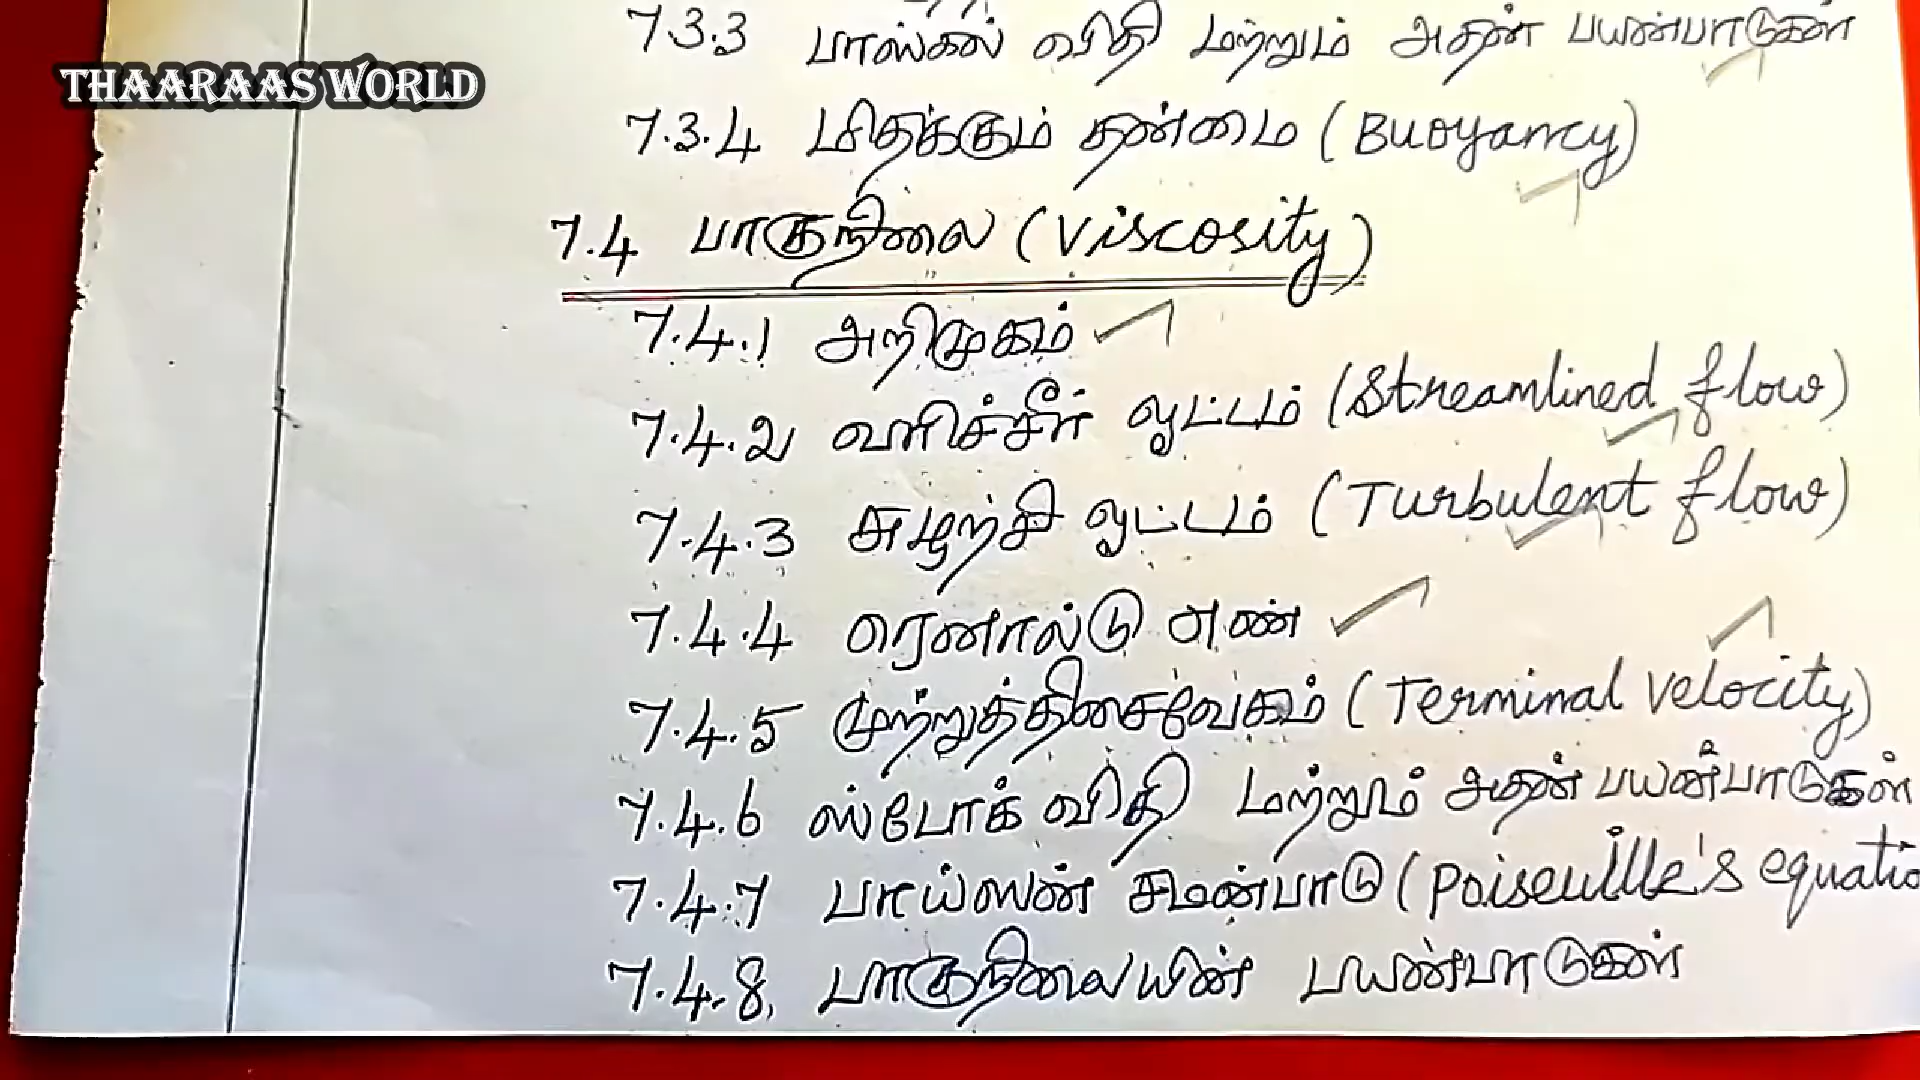 7.3.3 பாஸ்கல் விதி மற்றும் அதன் பயன்பாடுகள்
THAARAAS WORLD
7.3.4 மிதக்கும் தன்மை (Buoyancy)
7.4 பாகுநிலை (Viscosity)
7.4.1 அறிமுகம்
7.4.2 வரிச்சீர் ஓட்டம் (Streamlined flow)
7.4.3 சுழற்சி ஓட்டம் (Turbulent flow)
7.4.4 ரெனால்டு எண்
7.4.5 முற்றுத்திசைவேகம் (Terminal velocity)
7.4.6 ஸ்டோக் விதி மற்றும் அதன் பயன்பாடுகள்
7.4.7 பாய்ஸன் சமன்பாடு (Poiseuille's equatio
7.4.8. பாகுநிலையின் பயன்பாடுகள்